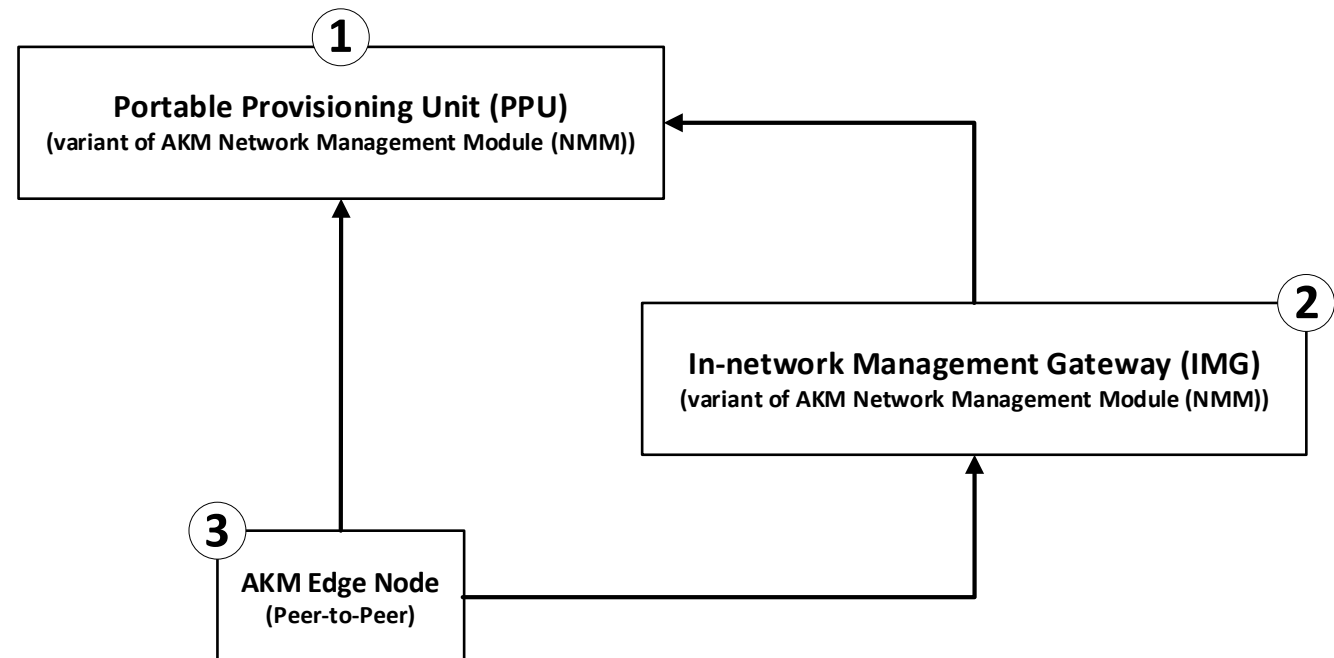 1
Portable Provisioning Unit (PPU)
(variant of AKM Network Management Module (NMM))
2
In-network Management Gateway (IMG)
(variant of AKM Network Management Module (NMM))
3
AKM Edge Node
(Peer-to-Peer)